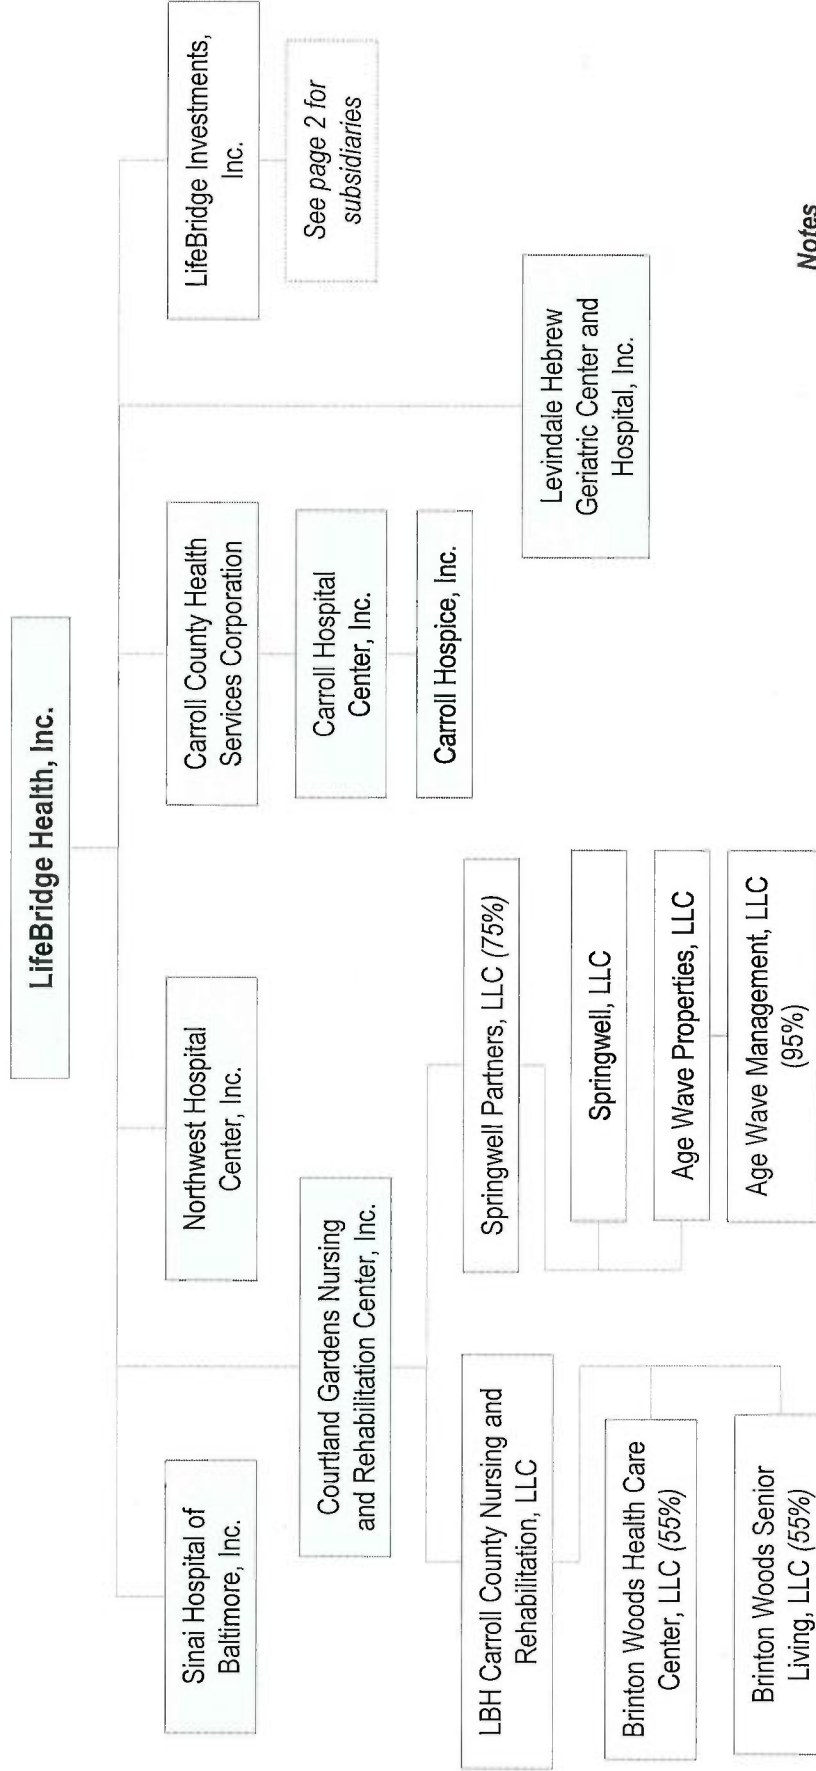 LifeBridge Health, Inc.
Sinai Hospital of
Baltimore, Inc.
Northwest Hospital
Center, Inc.
Carroll County Health
Services Corporation
LifeBridge Investments,
Inc.
Courtland Gardens Nursing
and Rehabilitation Center, Inc.
Carroll Hospital
Center, Inc.
See page 2 for
subsidiaries
Carroll Hospice, Inc.
LBH Carroll County Nursing and
Rehabilitation, LLC
Springwell Partners, LLC (75%)
Levindale Hebrew
Geriatric Center and
Hospital, Inc.
Brinton Woods Health Care
Center, LLC (55%)
Springwell, LLC
Age Wave Properties, LLC
Brinton Woods Senior
Living, LLC (55%)
Age Wave Management, LLC
(95%)
Notes